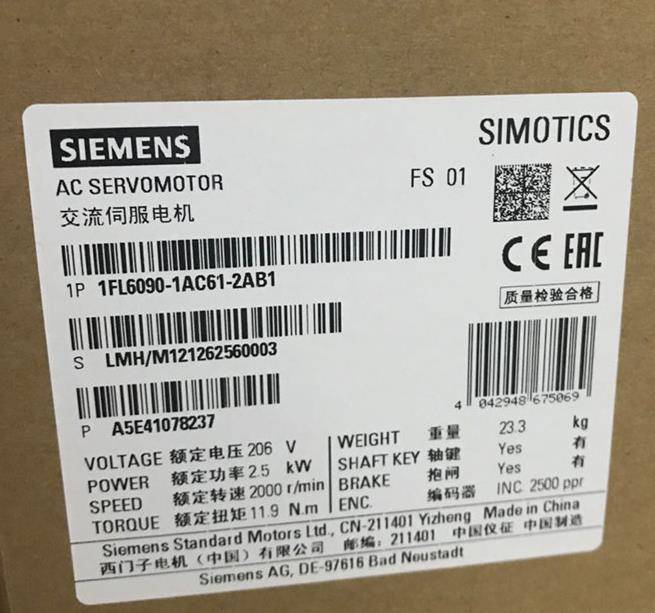 SIEMENS
SIMOTICS
AC SERVOMOTOR
FS 01
交流伺服电机
1P 1FL6090-1AC61-2AB1
CE EAC
质量检验合格
S LMH/M121262560003
P A5E41078237
4 042948 675069
VOLTAGE 额定电压 206 V
POWER 额定功率 2.5 kW
SPEED 额定转速 2000 r/min
TORQUE 额定扭矩 11.9 N.m
WEIGHT 重量 23.3 kg
SHAFT KEY 轴键 Yes 有
BRAKE 抱闸 Yes 有
ENC. 编码器 INC. 2500 ppr
Siemens Standard Motors Ltd., CN-211401 Yizheng Made in China
西门子电机（中国）有限公司 邮编：211401 中国仪征 中国制造
Siemens AG, DE-97616 Bad Neustadt